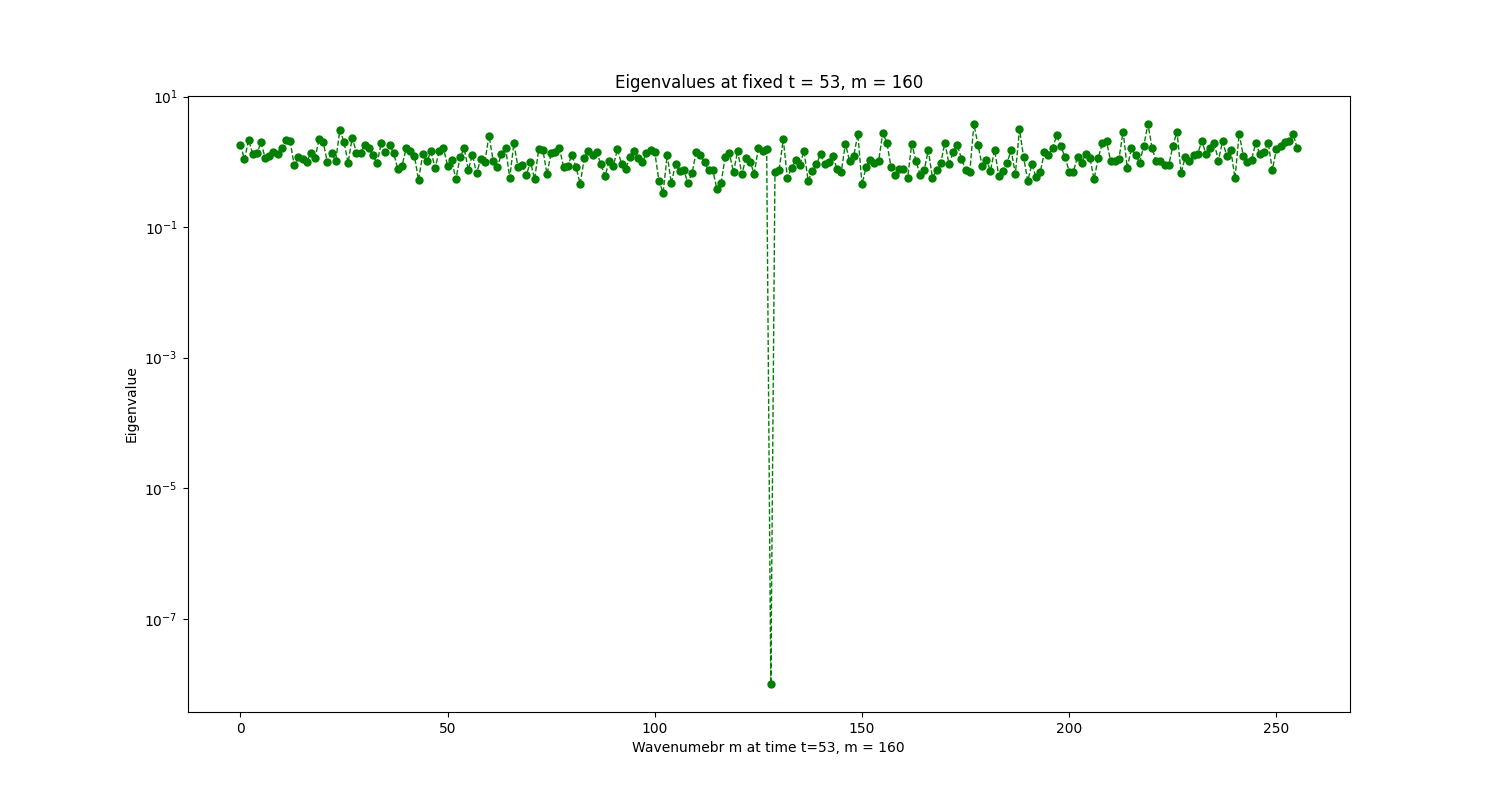 Eigenvalues at fixed t = 53, m = 160
10¹
10⁻¹
10⁻³
10⁻⁵
10⁻⁷
Eigenvalue
0 50 100 150 200 250
Wavenumebr m at time t=53, m = 160